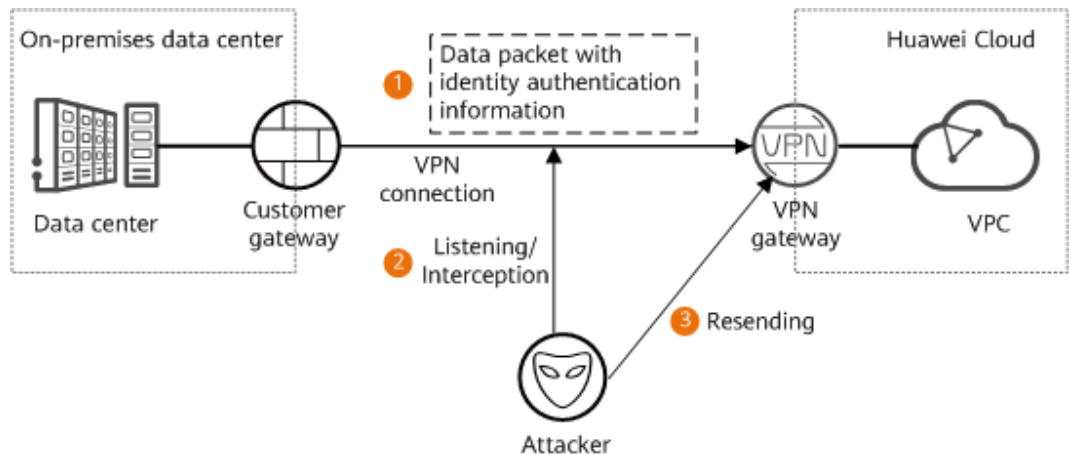 On-premises data center
Huawei Cloud
1
Data packet with
identity authentication
information
VPN
Data center
Customer
gateway
VPN
connection
VPN
gateway
VPC
2
Listening/
Interception
3
Resending
Attacker